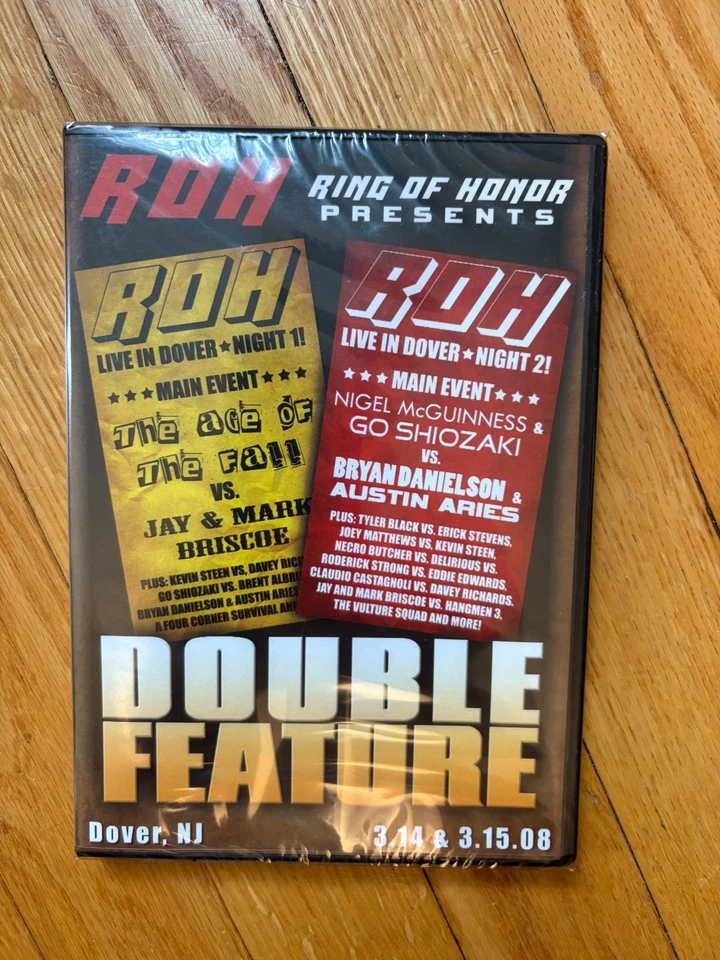 ROH
RING OF HONOR
PRESENTS
ROH
LIVE IN DOVER★NIGHT 1!
★★★MAIN EVENT★★★
The Age Of
The Fall
VS.
JAY & MARK
BRISCOE
PLUS: KEVIN STEEN VS. DAVEY
GO SHIOZAKI VS. BRENT
BRYAN DANIELSON & AUSTIN ARIES
A FOUR CORNER SURVIVAL
ROH
LIVE IN DOVER★NIGHT 2!
★★★MAIN EVENT★★★
NIGEL McGUINNESS &
GO SHIOZAKI
VS.
BRYAN DANIELSON &
AUSTIN ARIES
PLUS: TYLER BLACK VS. ERICK STEVENS,
JOEY MATTHEWS VS. KEVIN STEEN,
NECRO BUTCHER VS. DELIRIOUS VS.
RODERICK STRONG VS. EDDIE EDWARDS,
CLAUDIO CASTAGNOLI VS. DAVEY RICHARDS.
JAY AND MARK BRISCOE VS. HANGMEN 3,
THE VULTURE SQUAD AND MORE!
DOUBLE
FEATURE
Dover, NJ
3.14 & 3.15.08